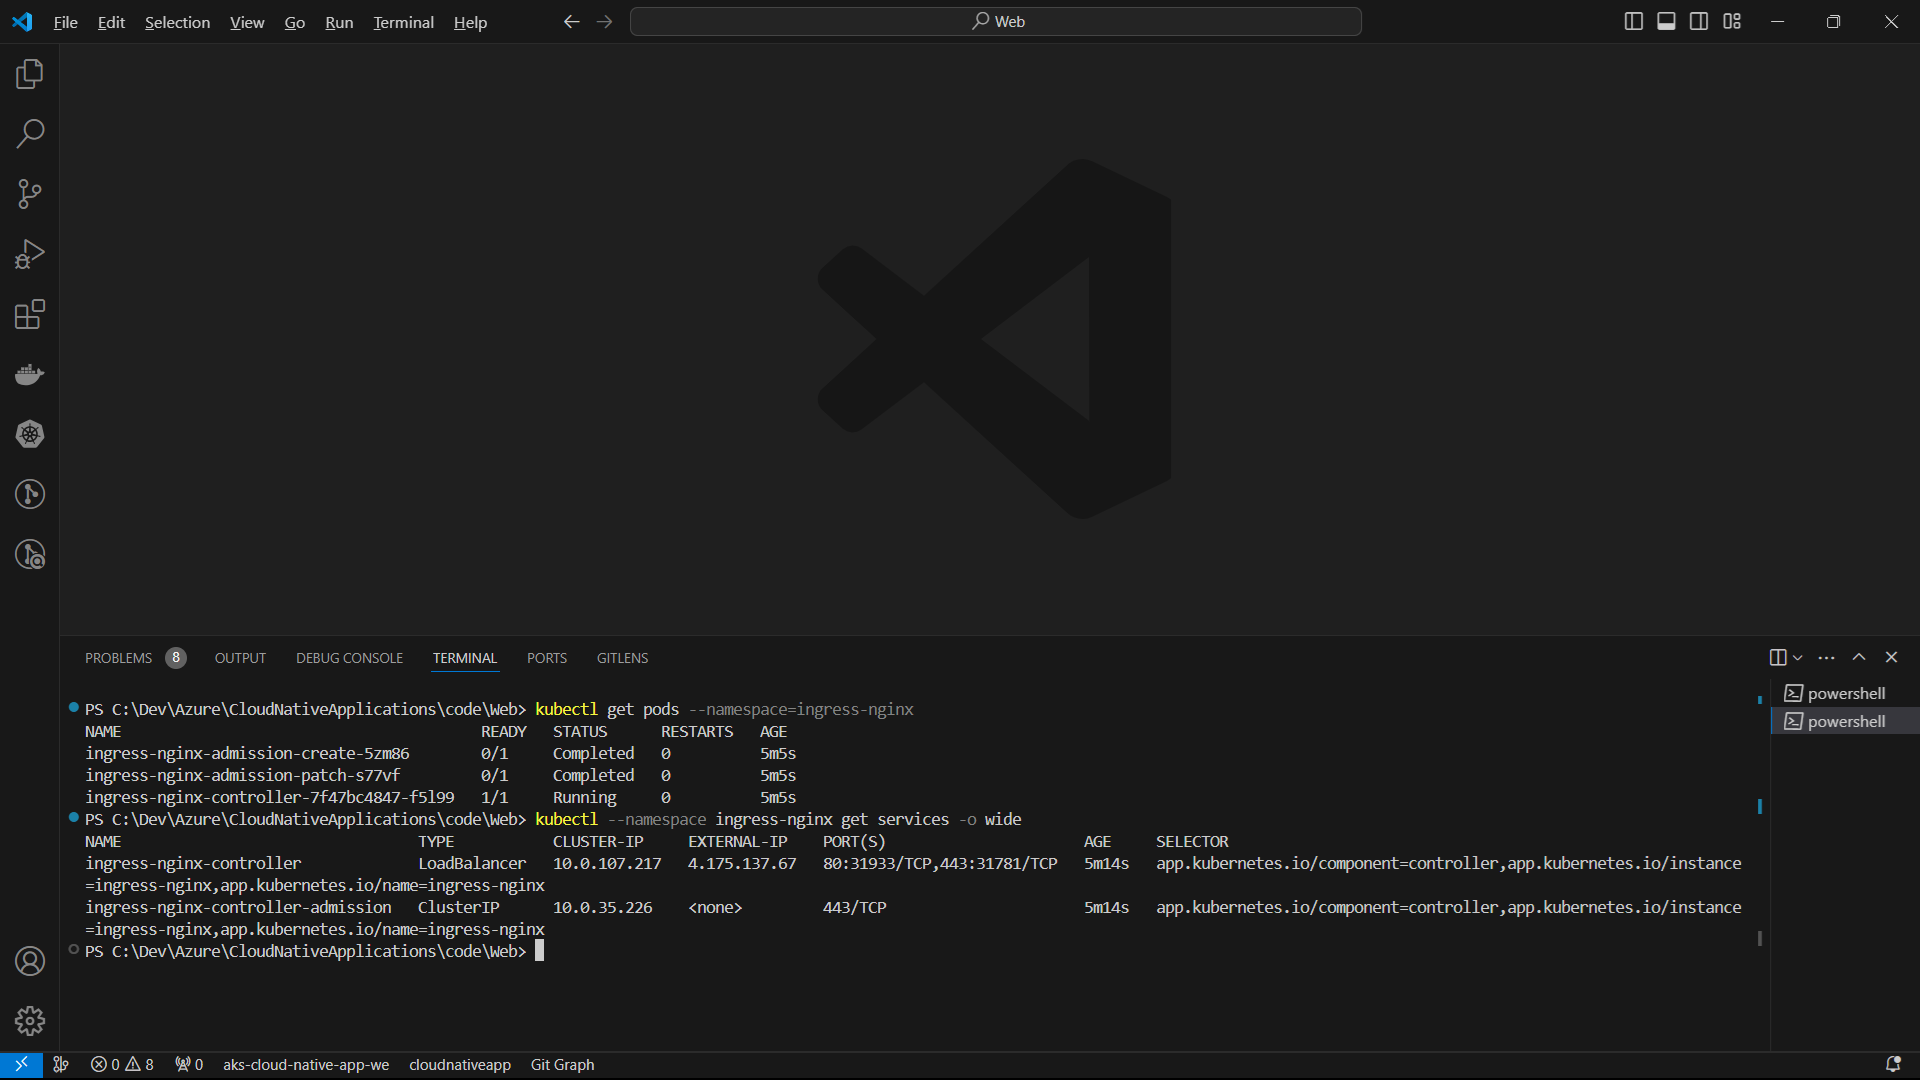 File Edit Selection View Go Run Terminal Help Web
PROBLEMS 8 OUTPUT DEBUG CONSOLE TERMINAL PORTS GITLENS
powershell
powershell
PS C:\Dev\Azure\CloudNativeApplications\code\Web> kubectl get pods --namespace=ingress-nginx
NAME READY STATUS RESTARTS AGE
ingress-nginx-admission-create-5zm86 0/1 Completed 0 5m5s
ingress-nginx-admission-patch-s77vf 0/1 Completed 0 5m5s
ingress-nginx-controller-7f47bc4847-f5l99 1/1 Running 0 5m5s
PS C:\Dev\Azure\CloudNativeApplications\code\Web> kubectl --namespace ingress-nginx get services -o wide
NAME TYPE CLUSTER-IP EXTERNAL-IP PORT(S) AGE SELECTOR
ingress-nginx-controller LoadBalancer 10.0.107.217 4.175.137.67 80:31933/TCP,443:31781/TCP 5m14s app.kubernetes.io/component=controller,app.kubernetes.io/instance
=ingress-nginx,app.kubernetes.io/name=ingress-nginx
ingress-nginx-controller-admission ClusterIP 10.0.35.226 <none> 443/TCP 5m14s app.kubernetes.io/component=controller,app.kubernetes.io/instance
=ingress-nginx,app.kubernetes.io/name=ingress-nginx
PS C:\Dev\Azure\CloudNativeApplications\code\Web>
0 8 0 aks-cloud-native-app-we cloudnativeapp Git Graph